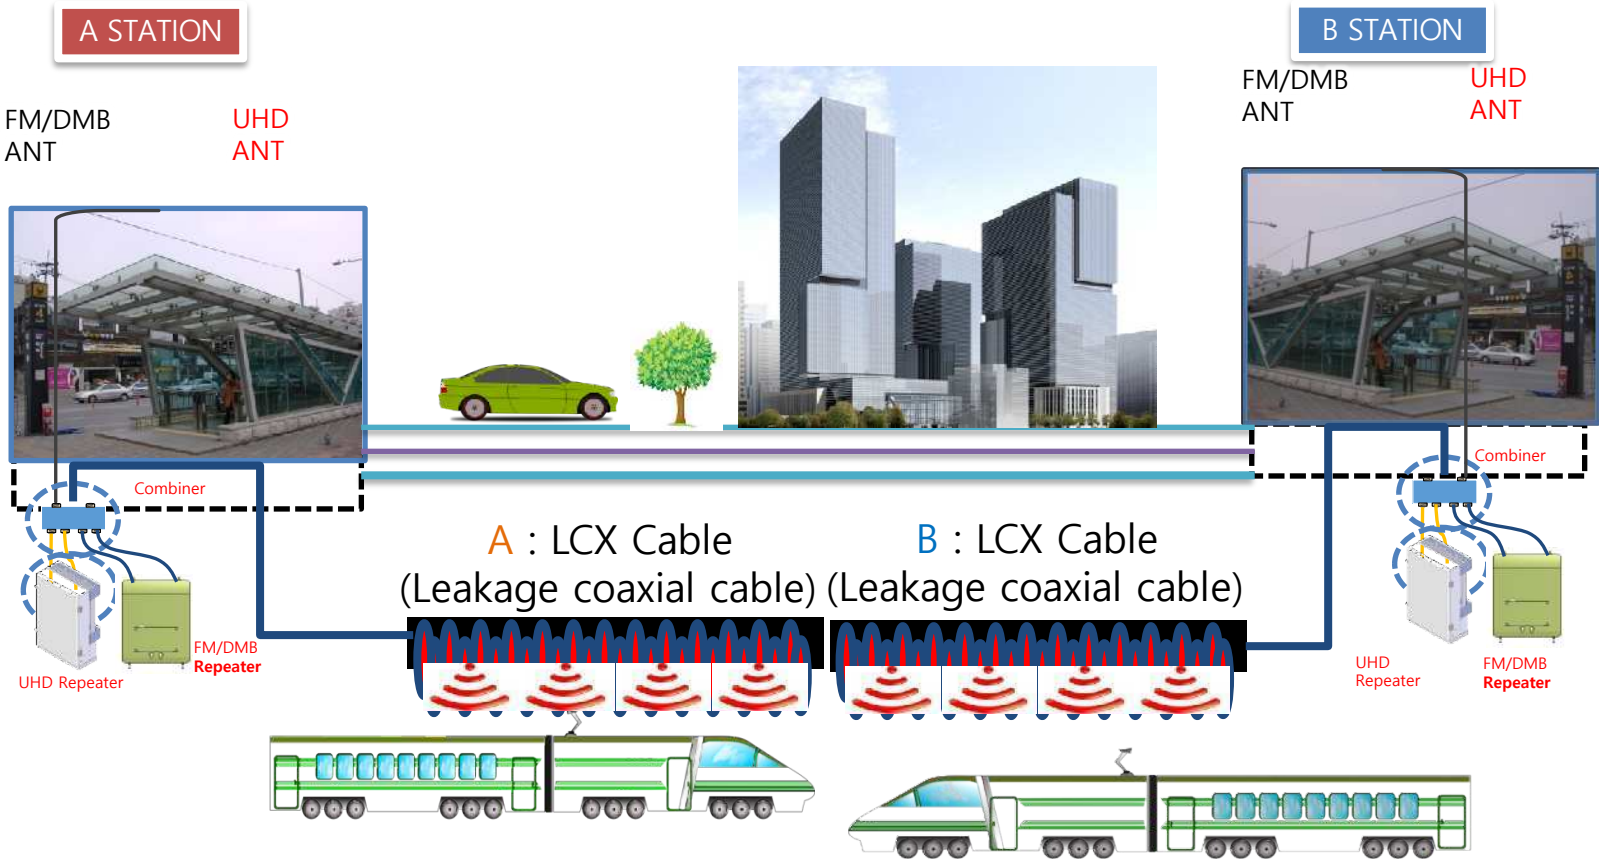 A STATION
B STATION
FM/DMB
ANT
UHD
ANT
FM/DMB
ANT
UHD
ANT
Combiner
Combiner
A : LCX Cable
(Leakage coaxial cable)
B : LCX Cable
(Leakage coaxial cable)
UHD Repeater
FM/DMB
Repeater
UHD
Repeater
FM/DMB
Repeater